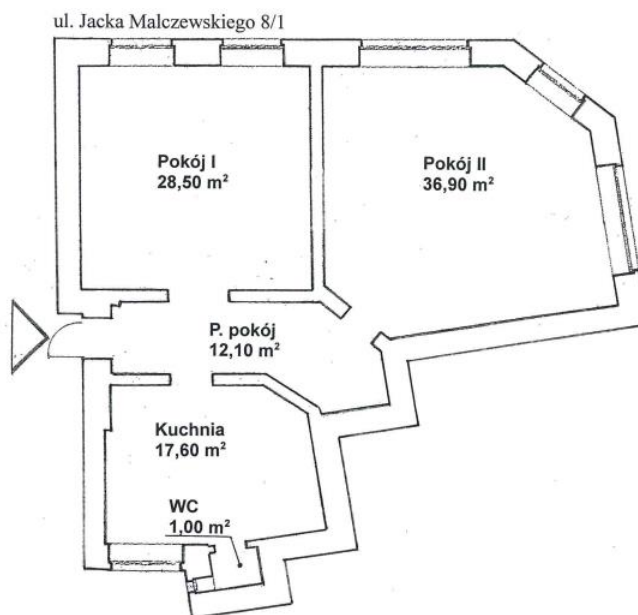 ul. Jacka Malczewskiego 8/1
Pokój I
28,50 m²
Pokój II
36,90 m²
P. pokój
12,10 m²
Kuchnia
17,60 m²
WC
1,00 m²